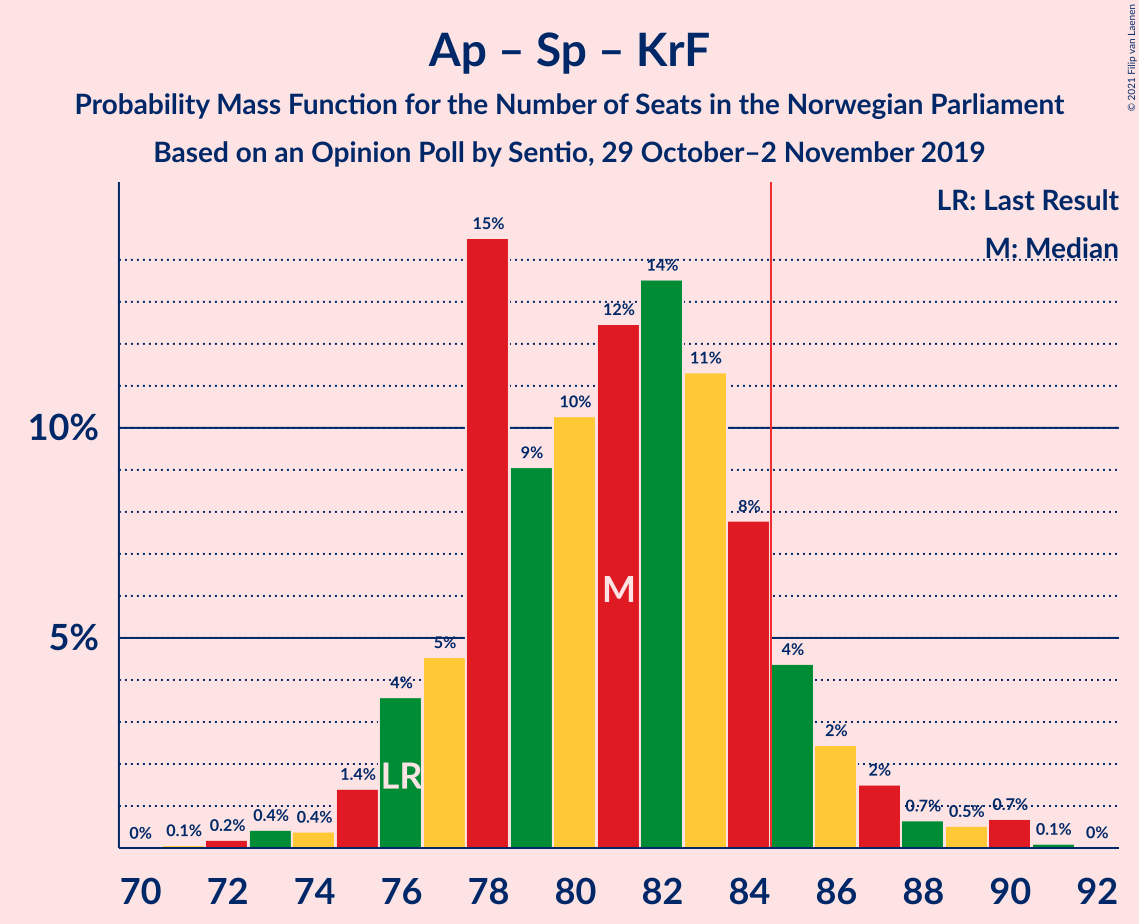 Ap – Sp – KrF
Probability Mass Function for the Number of Seats in the Norwegian Parliament
Based on an Opinion Poll by Sentio, 29 October–2 November 2019
© 2021 Filip van Laenen
LR: Last Result
M: Median
10%
5%
0%
0.1%
0.2%
0.4%
0.4%
1.4%
4%
5%
15%
9%
10%
12%
14%
11%
8%
4%
2%
2%
0.7%
0.5%
0.7%
0.1%
0%
LR
M
70 72 74 76 78 80 82 84 86 88 90 92